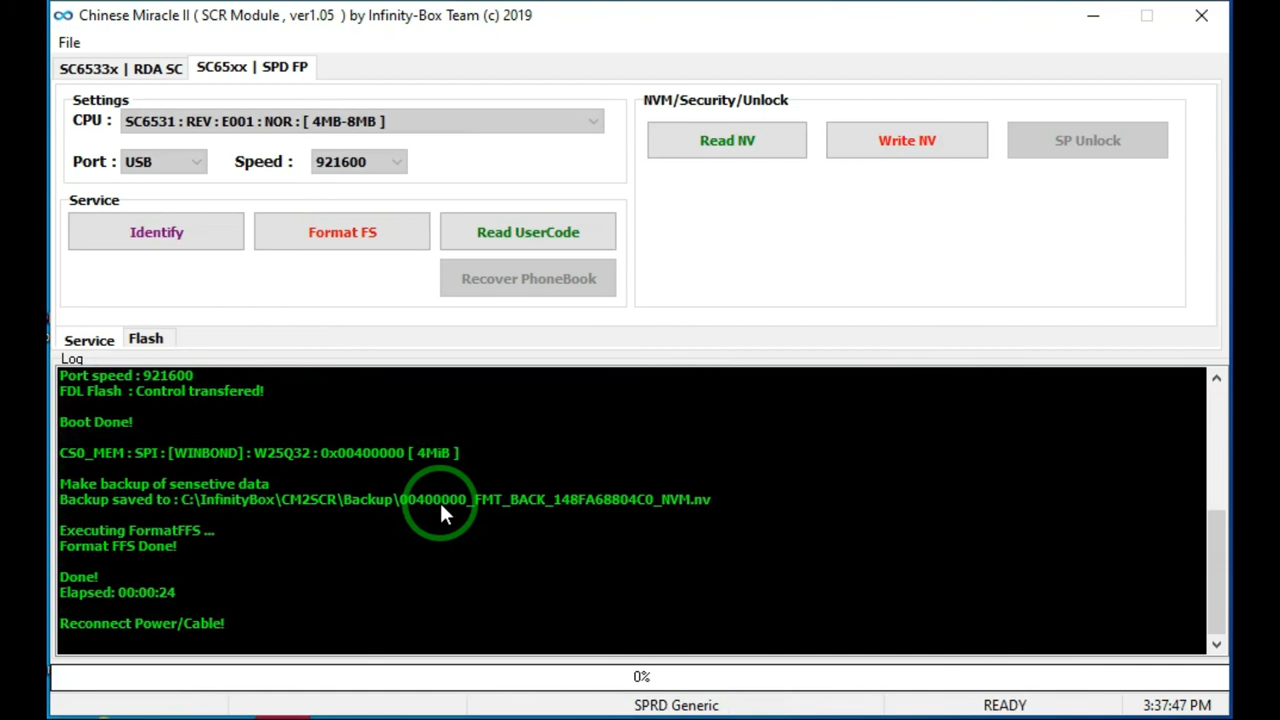 Chinese Miracle II ( SCR Module , ver1.05 ) by Infinity-Box Team (c) 2019
File
SC6533x | RDA SC
SC65xx | SPD FP
Settings
CPU :
SC6531 : REV : E001 : NOR : [ 4MB-8MB ]
Port :
USB
Speed :
921600
Service
Identify
Format FS
Read UserCode
Recover PhoneBook
NVM/Security/Unlock
Read NV
Write NV
SP Unlock
Service
Flash
Log
Port speed : 921600
FDL Flash : Control transfered!
Boot Done!
CS0_MEM : SPI : [WINBOND] : W25Q32 : 0x00400000 [ 4MiB ]
Make backup of sensetive data
Backup saved to : C:\InfinityBox\CM2SCR\Backup\00400000_FMT_BACK_148FA68804C0_NVM.nv
Executing FormatFFS ...
Format FFS Done!
Done!
Elapsed: 00:00:24
Reconnect Power/Cable!
0%
SPRD Generic
READY
3:37:47 PM